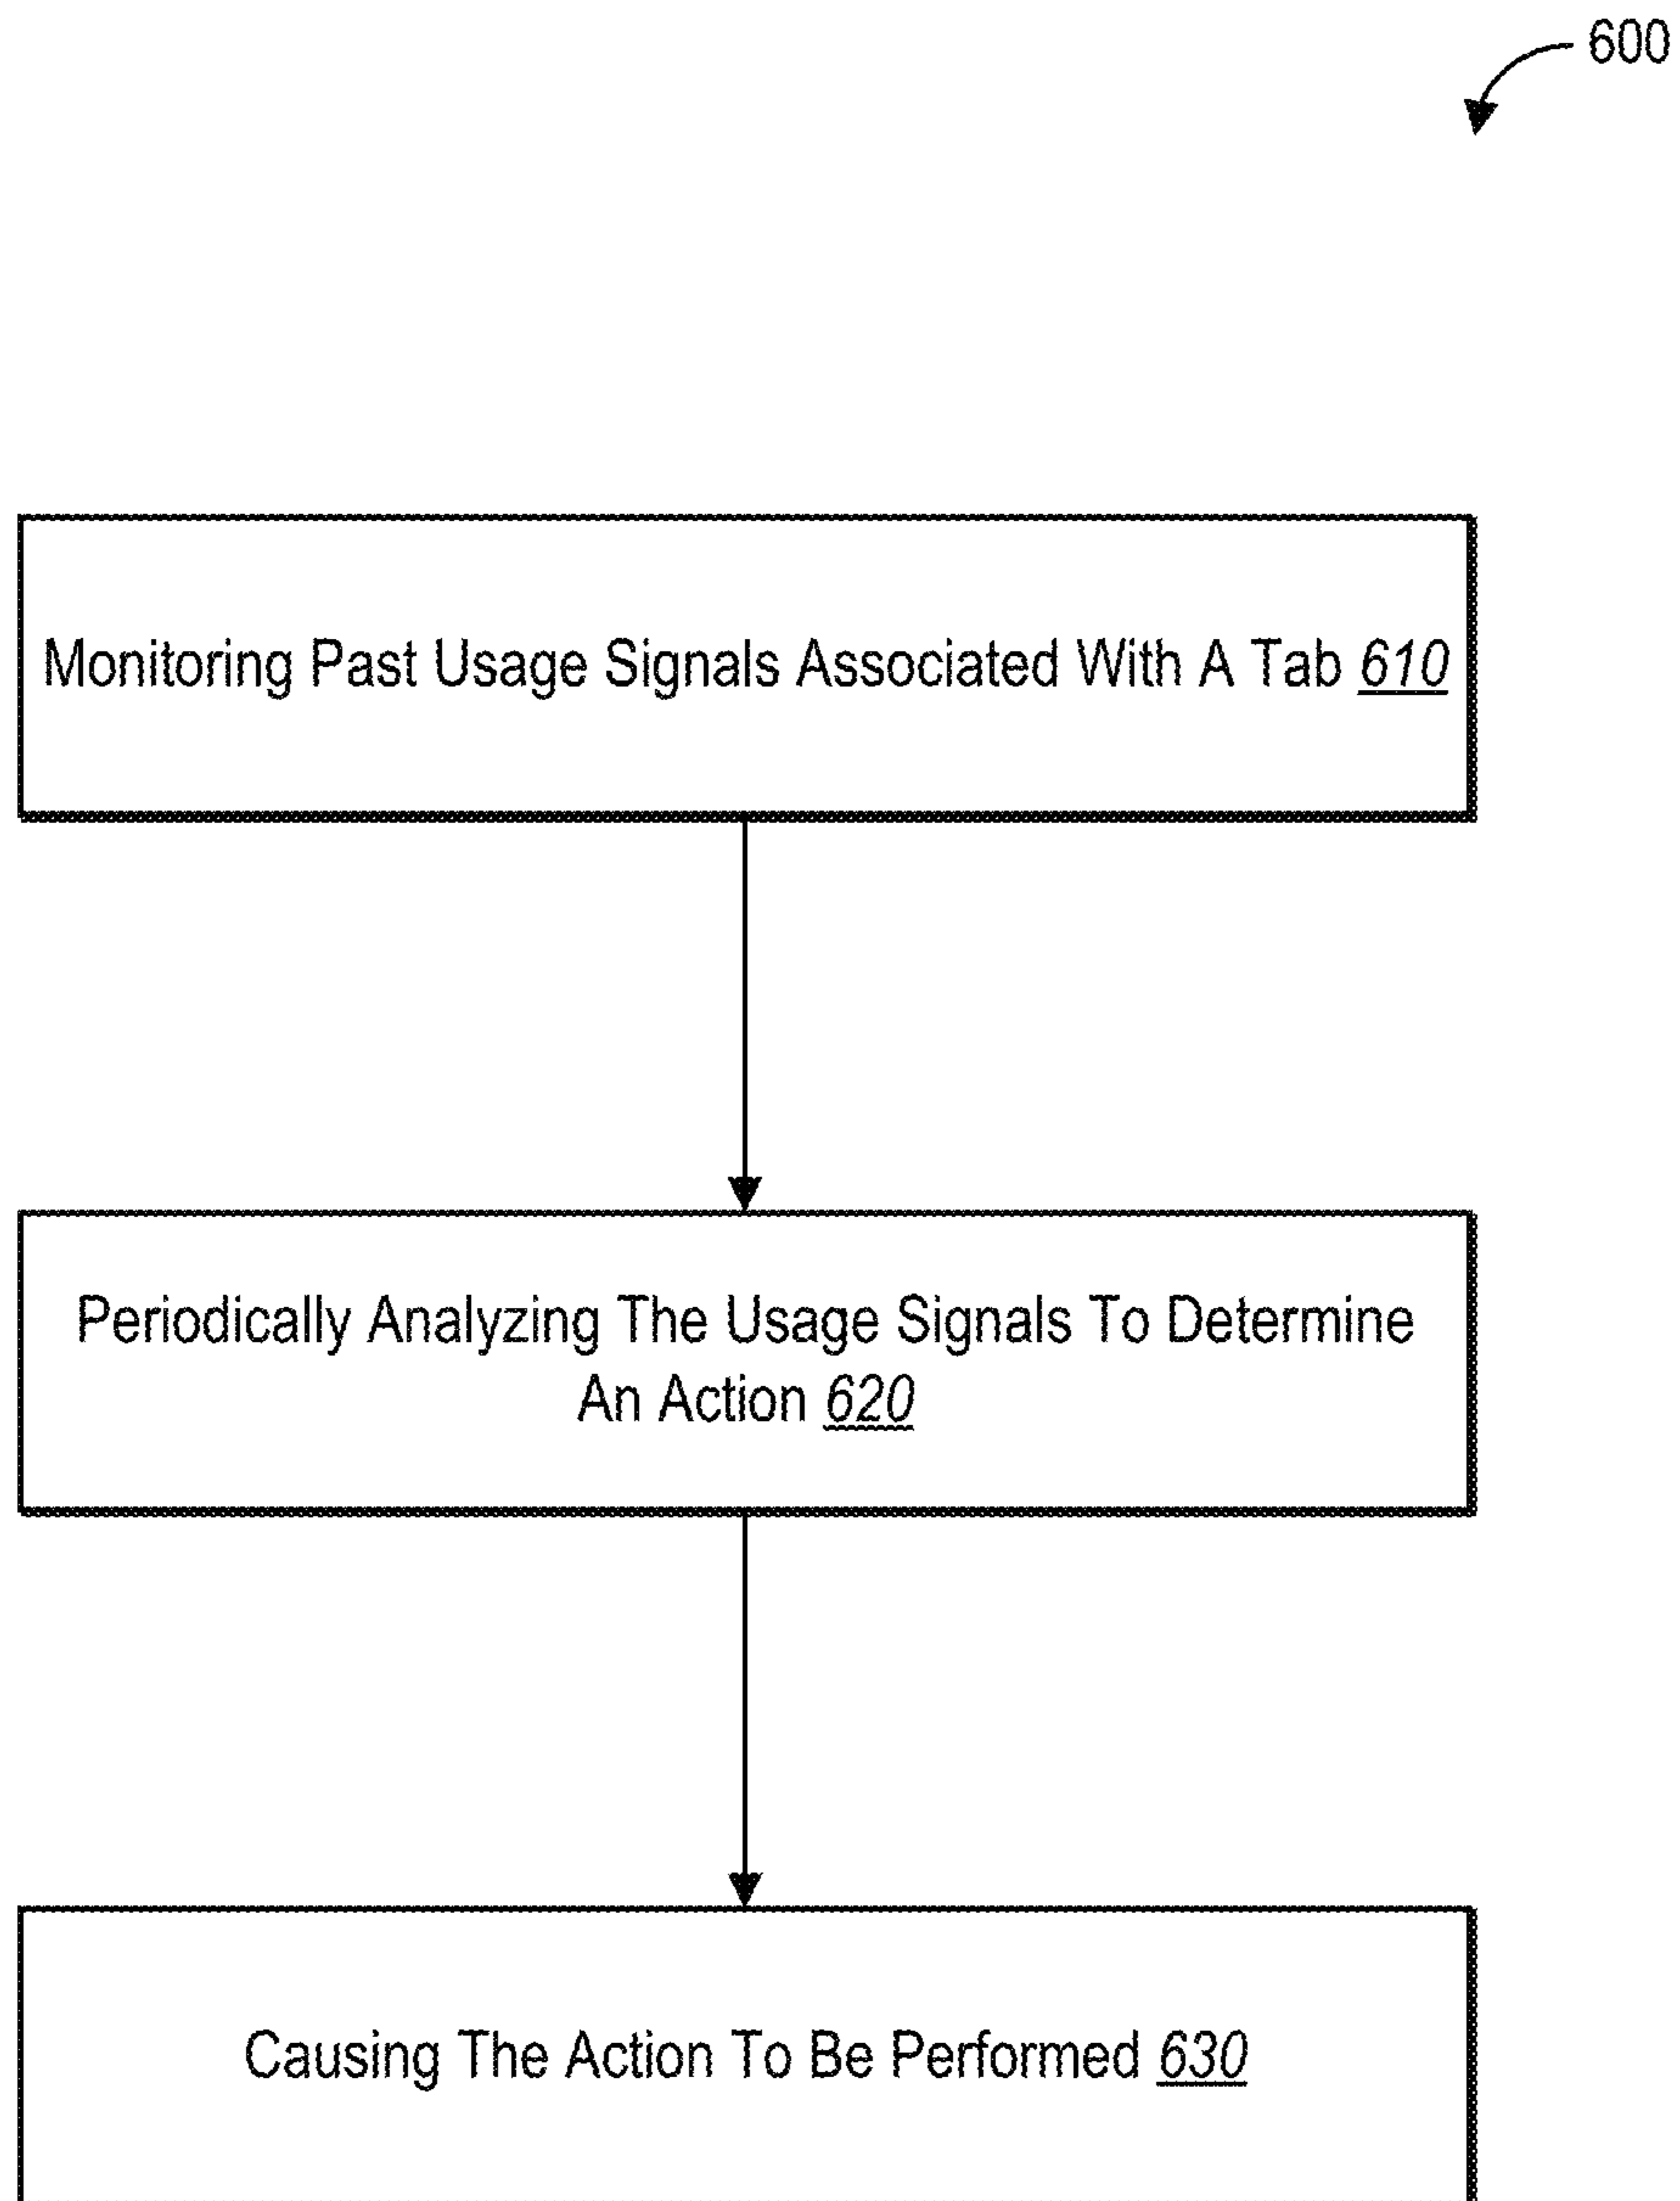 600
Monitoring Past Usage Signals Associated With A Tab 610
Periodically Analyzing The Usage Signals To Determine
An Action 620
Causing The Action To Be Performed 630